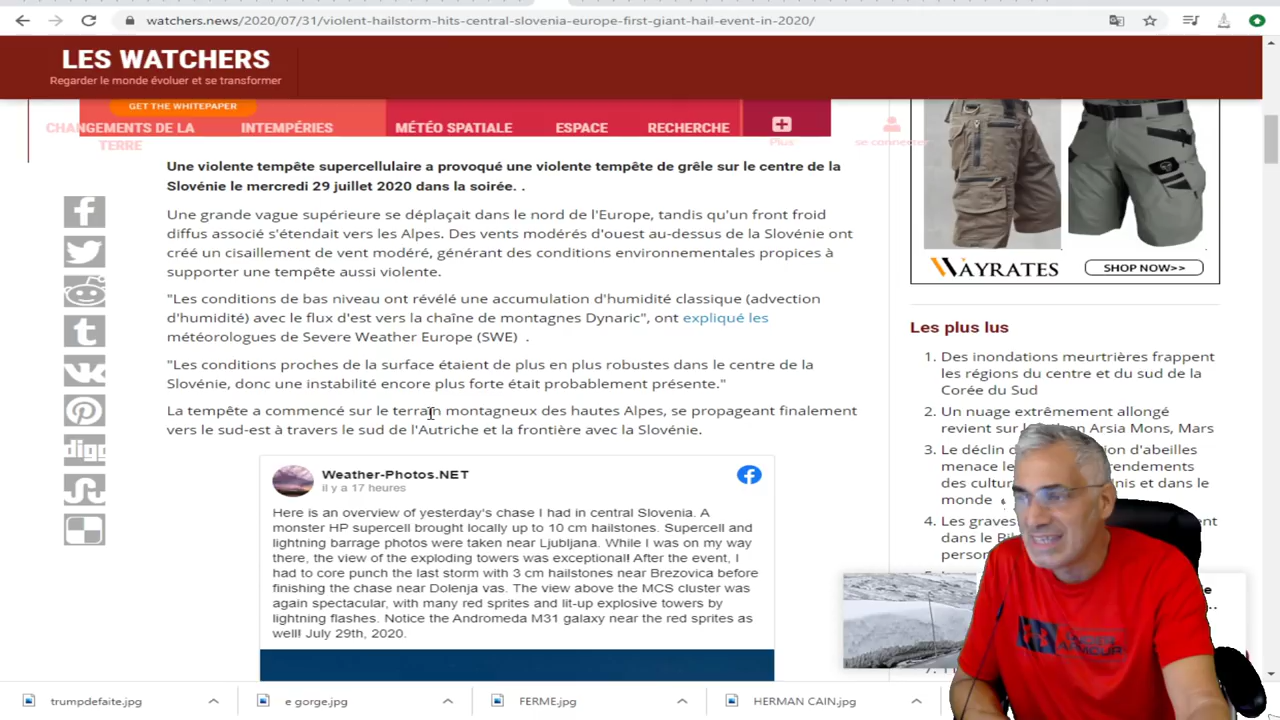 watchers.news/2020/07/31/violent-hailstorm-hits-central-slovenia-europe-first-giant-hail-event-in-2020/
LES WATCHERS
Regarder le monde évoluer et se transformer
GET THE WHITEPAPER
CHANGEMENTS DE LA TERRE
INTEMPÉRIES
MÉTÉO SPATIALE
ESPACE
RECHERCHE
Plus
se connecter
Une violente tempête supercellulaire a provoqué une violente tempête de grêle sur le centre de la
Slovénie le mercredi 29 juillet 2020 dans la soirée. .
Une grande vague supérieure se déplaçait dans le nord de l'Europe, tandis qu'un front froid
diffus associé s'étendait vers les Alpes. Des vents modérés d'ouest au-dessus de la Slovénie ont
créé un cisaillement de vent modéré, générant des conditions environnementales propices à
supporter une tempête aussi violente.
"Les conditions de bas niveau ont révélé une accumulation d'humidité classique (advection
d'humidité) avec le flux d'est vers la chaîne de montagnes Dynaric", ont expliqué les
météorologues de Severe Weather Europe (SWE) .
"Les conditions proches de la surface étaient de plus en plus robustes dans le centre de la
Slovénie, donc une instabilité encore plus forte était probablement présente."
La tempête a commencé sur le terrain montagneux des hautes Alpes, se propageant finalement
vers le sud-est à travers le sud de l'Autriche et la frontière avec la Slovénie.
Weather-Photos.NET
il y a 17 heures
Here is an overview of yesterday's chase I had in central Slovenia. A
monster HP supercell brought locally up to 10 cm hailstones. Supercell and
lightning barrage photos were taken near Ljubljana. While I was on my way
there, the view of the exploding towers was exceptional! After the event, I
had to core punch the last storm with 3 cm hailstones near Brezovica before
finishing the chase near Dolenja vas. The view above the MCS cluster was
again spectacular, with many red sprites and lit-up explosive towers by
lightning flashes. Notice the Andromeda M31 galaxy near the red sprites as
well! July 29th, 2020.
digg
WAYRATES
SHOP NOW>>
Les plus lus
1. Des inondations meurtrières frappent
les régions du centre et du sud de la
Corée du Sud
2. Un nuage extrêmement allongé
revient sur Arsia Mons, Mars
3. Le déclin d'abeilles
menace rendements
des et dans le
monde
4. Les
dans le
UNDER
ARMOUR
trumpdefaite.jpg
e gorge.jpg
FERME.jpg
HERMAN CAIN.jpg